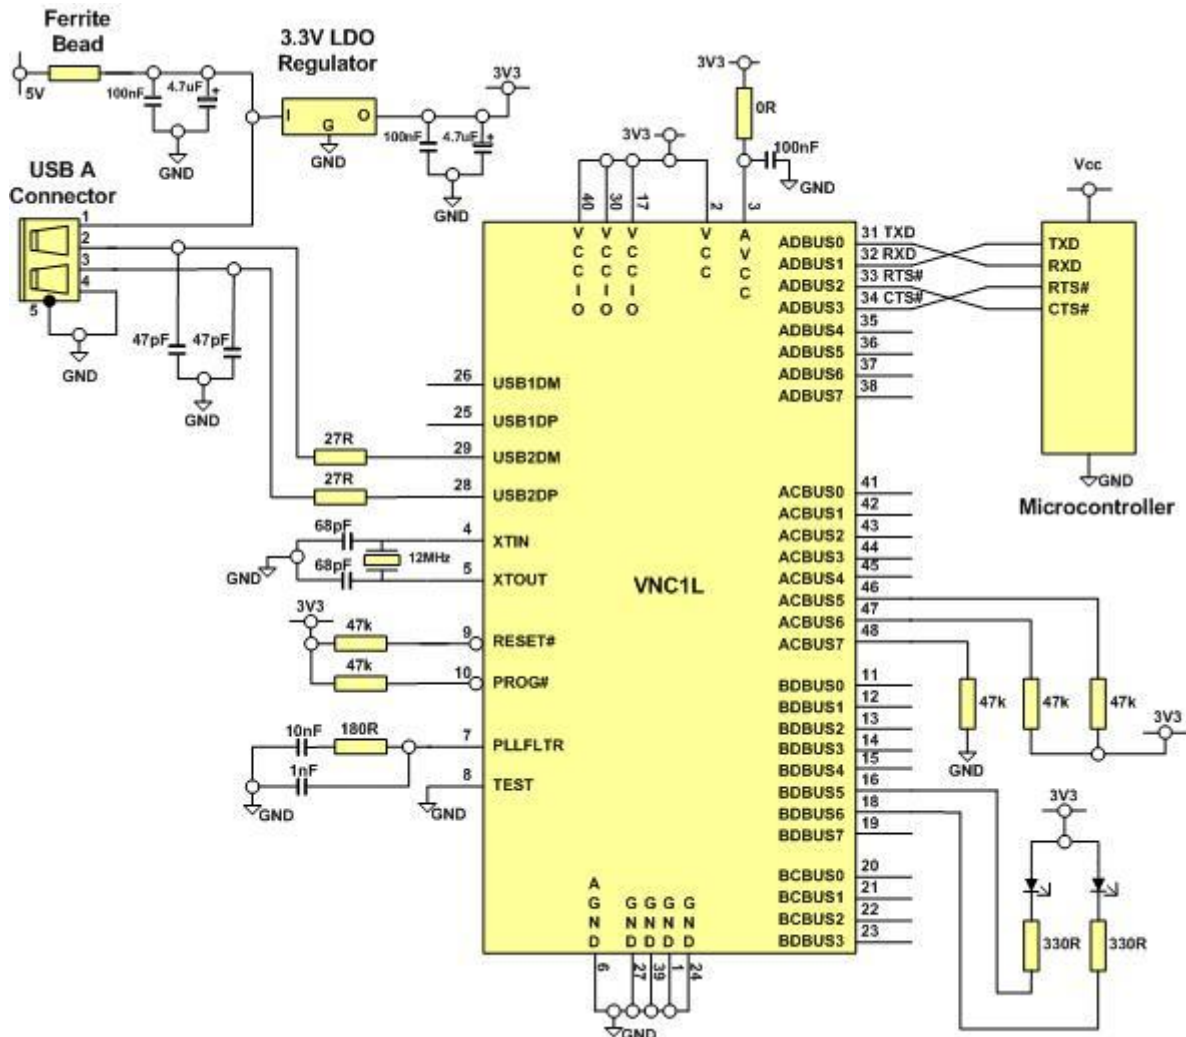 Ferrite
Bead
5V
100nF
4.7uF
+
GND
3.3V LDO
Regulator
I
G
O
GND
3V3
100nF
4.7uF
+
GND
3V3
0R
100nF
GND
3V3
USB A
Connector
1
2
3
4
5
GND
47pF
47pF
GND
40
30
17
2
3
VCCIO
VCCIO
VCCIO
VCC
AVCC
26 USB1DM
25 USB1DP
27R
29 USB2DM
27R
28 USB2DP
68pF
4 XTIN
12MHz
68pF
5 XTOUT
GND
3V3
47k
9 RESET#
47k
10 PROG#
10nF
180R
7 PLLFLTR
1nF
GND
8 TEST
GND
VNC1L
ADBUS0 31 TXD
ADBUS1 32 RXD
ADBUS2 33 RTS#
ADBUS3 34 CTS#
ADBUS4 35
ADBUS5 36
ADBUS6 37
ADBUS7 38
ACBUS0 41
ACBUS1 42
ACBUS2 43
ACBUS3 44
ACBUS4 45
ACBUS5 46
ACBUS6 47
ACBUS7 48
BDBUS0 11
BDBUS1 12
BDBUS2 13
BDBUS3 14
BDBUS4 15
BDBUS5 16
BDBUS6 18
BDBUS7 19
BCBUS0 20
BCBUS1 21
BCBUS2 22
BDBUS3 23
AGND
GND
GND
GND
GND
6
27
39
1
24
GND
Vcc
TXD
RXD
RTS#
CTS#
GND
Microcontroller
47k
47k
47k
3V3
GND
3V3
330R
330R